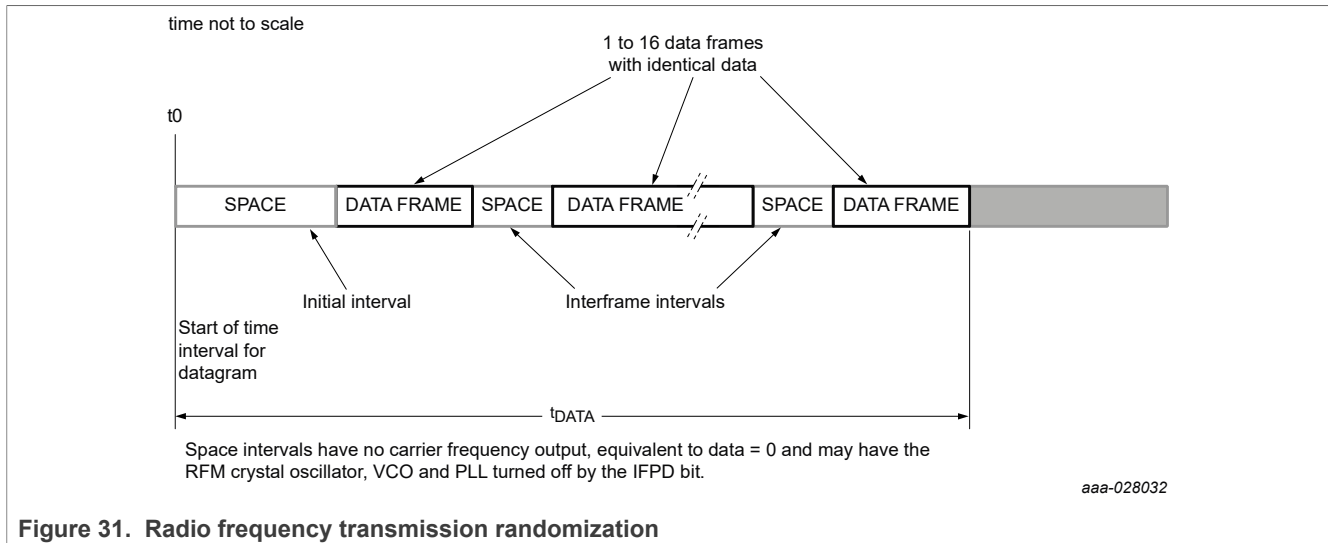 time not to scale
1 to 16 data frames
with identical data
t0
SPACE
DATA FRAME
SPACE
DATA FRAME
SPACE
DATA FRAME
Initial interval
Interframe intervals
Start of time
interval for
datagram
tDATA
Space intervals have no carrier frequency output, equivalent to data = 0 and may have the
RFM crystal oscillator, VCO and PLL turned off by the IFPD bit.
aaa-028032
Figure 31. Radio frequency transmission randomization